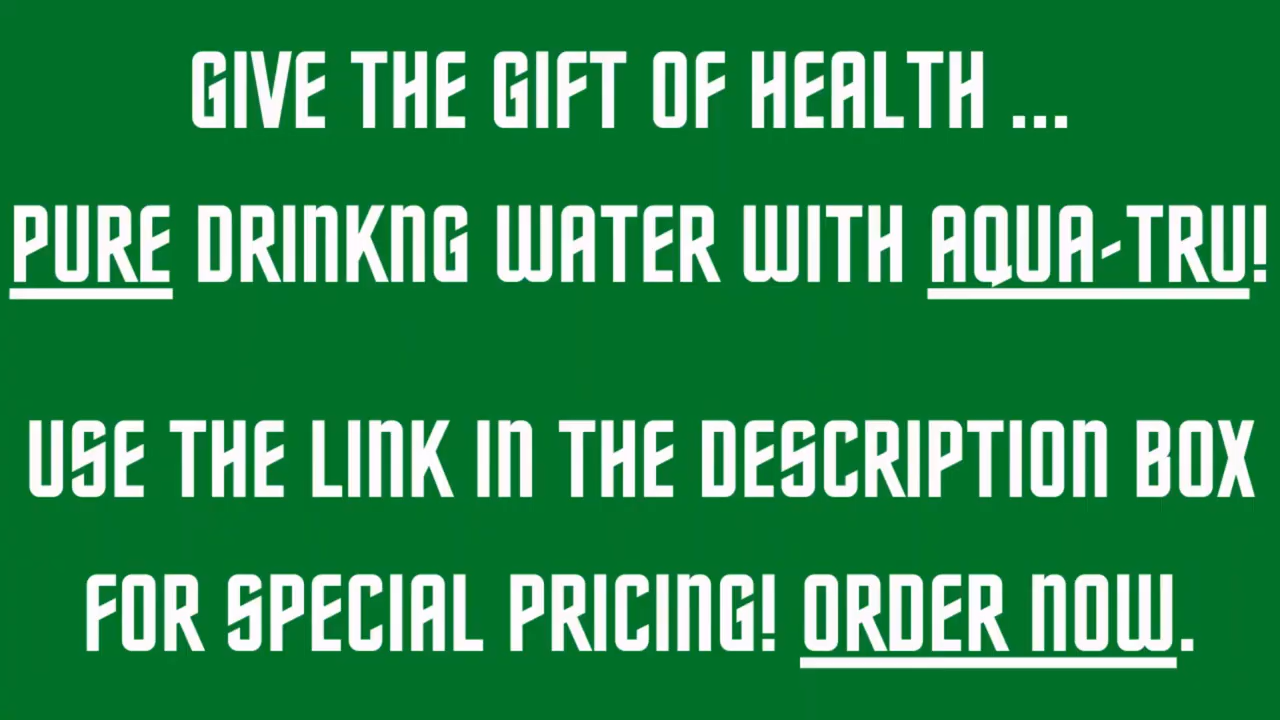 GIVE THE GIFT OF HEALTH ...
PURE DRINKNG WATER WITH AQUA-TRU!
USE THE LINK IN THE DESCRIPTION BOX
FOR SPECIAL PRICING! ORDER NOW.